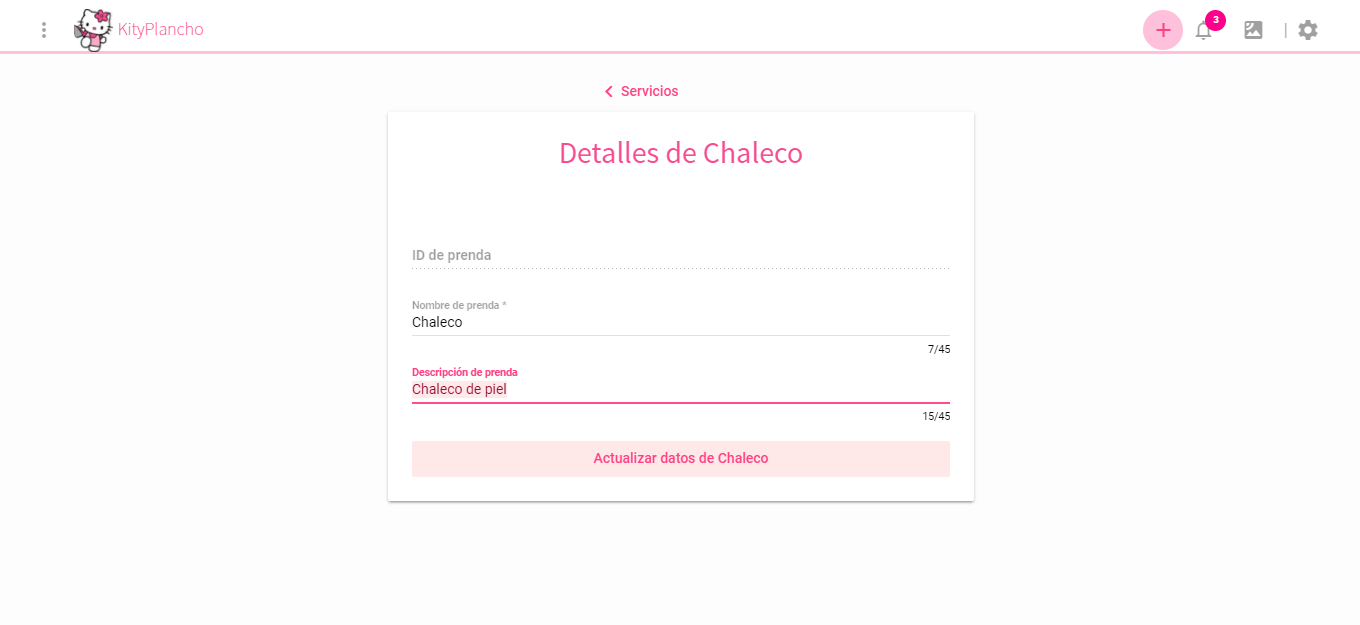 KityPlancho
3
Servicios
Detalles de Chaleco
ID de prenda
Nombre de prenda *
Chaleco
7/45
Descripción de prenda
Chaleco de piel
15/45
Actualizar datos de Chaleco